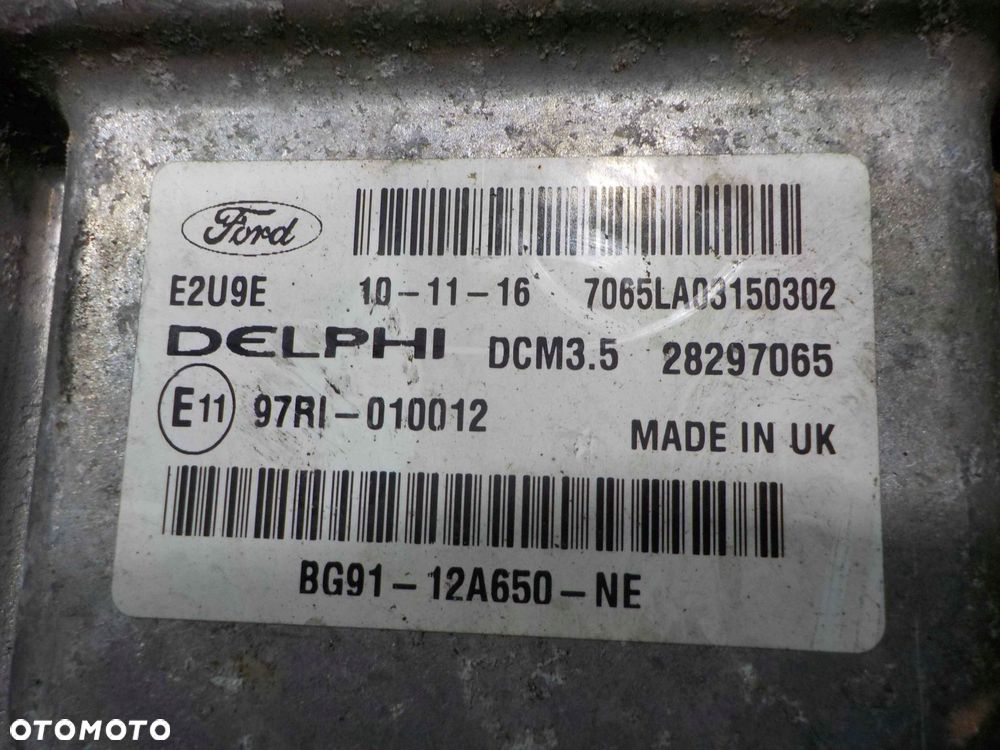 Ford
E2U9E 10-11-16 7065LA03150302
DELPHI DCM3.5 28297065
E11 97RI-010012
MADE IN UK
BG91-12A650-NE
OTOMOTO